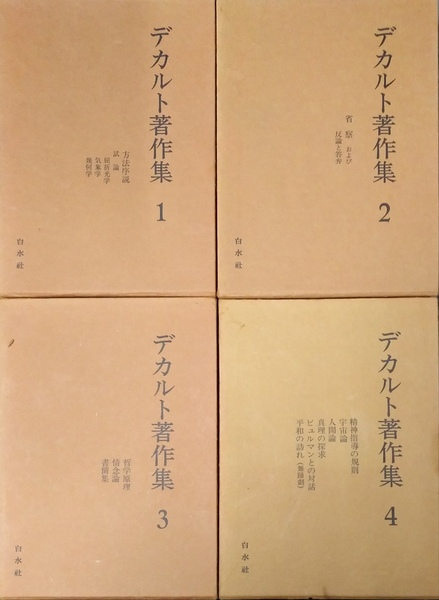 デカルト著作集
1
方法序説
試論
屈折光学
気象学
幾何学
白水社
デカルト著作集
2
省察および
反論と答弁
白水社
デカルト著作集
3
哲学原理
情念論
書簡集
白水社
デカルト著作集
4
精神指導の規則
宇宙論
人間論
真理の探求
ビュルマンとの対話
平和の訪れ(舞踊劇)
白水社